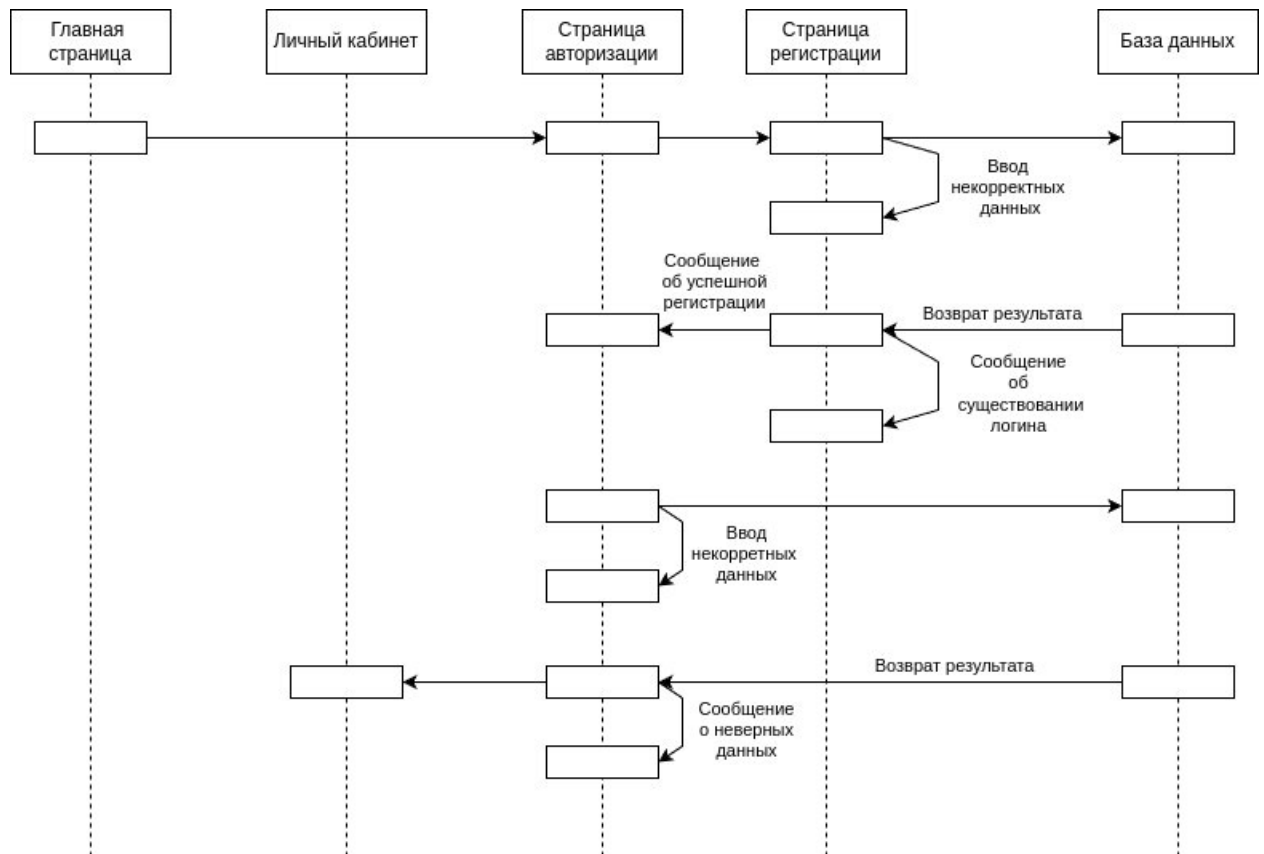 Главная
страница
Личный кабинет
Страница
авторизации
Страница
регистрации
База данных
Ввод
некорректных
данных
Сообщение
об успешной
регистрации
Возврат результата
Сообщение
об
существовании
логина
Ввод
некорретных
данных
Возврат результата
Сообщение
о неверных
данных